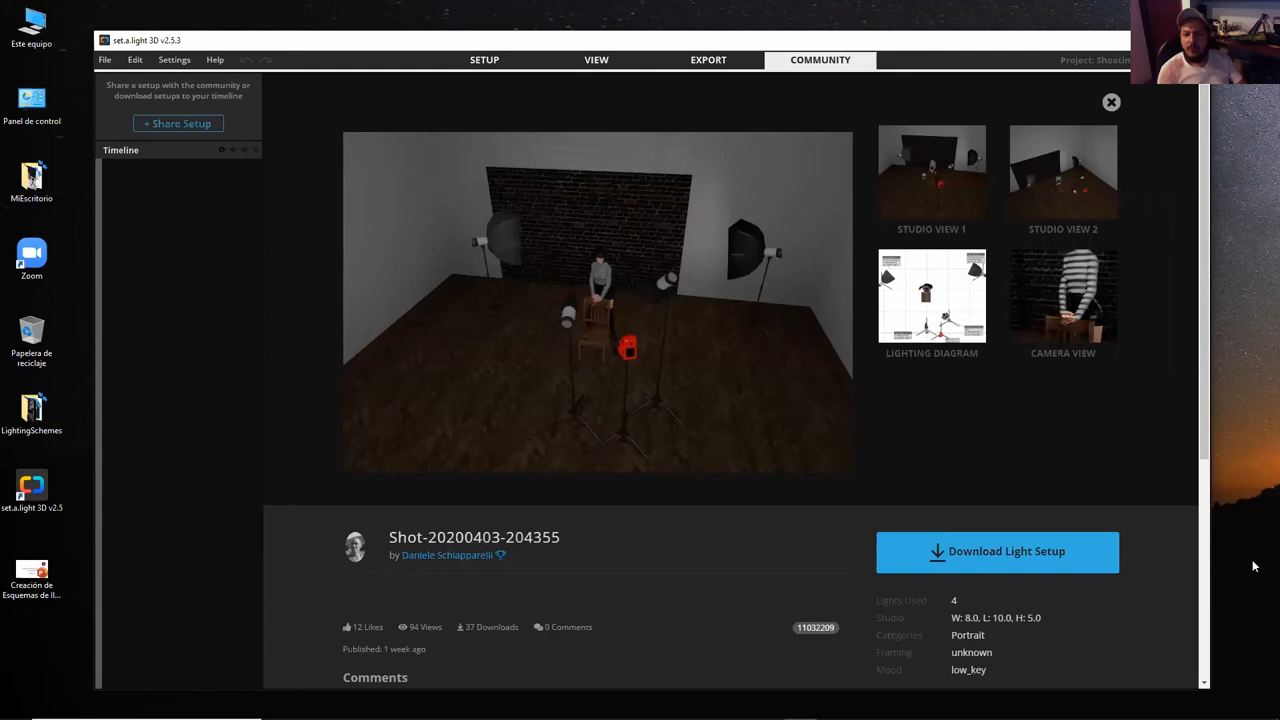 Este equipo
Panel de control
MiEscritorio
Zoom
Papelera de
reciclaje
LightingSchemes
set.a.light 3D v2.5
Creación de
Esquemas de Il...
set.a.light 3D v2.5.3
File Edit Settings Help
SETUP VIEW EXPORT COMMUNITY
Project: Shootin
Share a setup with the community or
download setups to your timeline
+ Share Setup
Timeline
STUDIO VIEW 1 STUDIO VIEW 2
LIGHTING DIAGRAM CAMERA VIEW
Shot-20200403-204355
by Daniele Schiapparelli
Download Light Setup
12 Likes 94 Views 37 Downloads 0 Comments
11032209
Published: 1 week ago
Comments
Lights Used 4
Studio W: 8.0, L: 10.0, H: 5.0
Categories Portrait
Framing unknown
Mood low_key